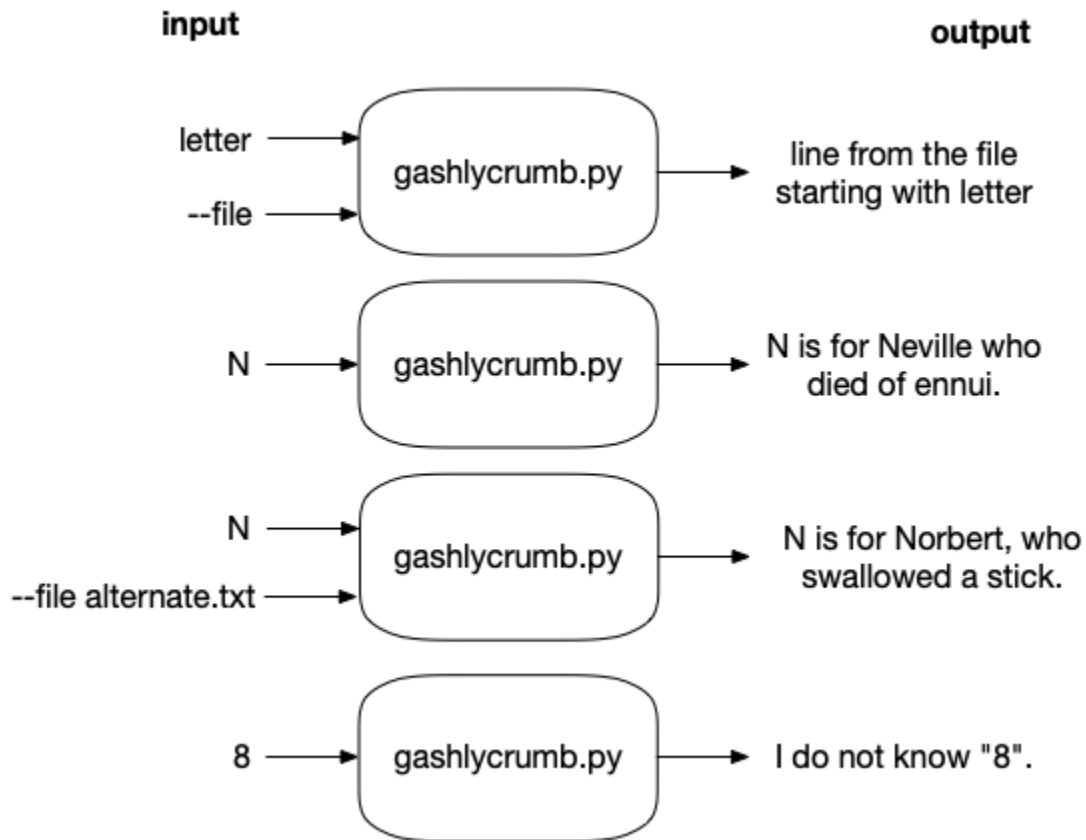 input
output
letter
--file
gashlycrumb.py
line from the file
starting with letter
N
gashlycrumb.py
N is for Neville who
died of ennui.
N
--file alternate.txt
gashlycrumb.py
N is for Norbert, who
swallowed a stick.
8
gashlycrumb.py
I do not know "8".